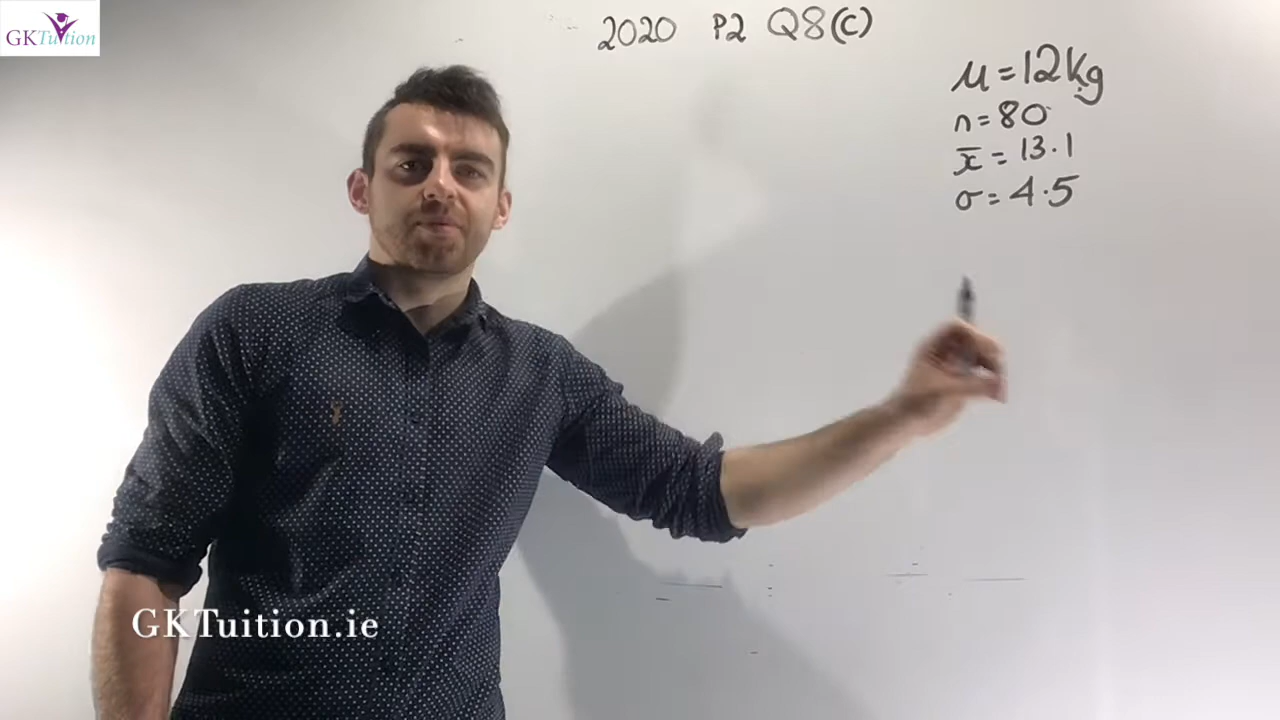 GKTuition
2020 P2 Q8(C)
μ = 12kg
n = 80
x̄ = 13.1
σ = 4.5
GKTuition.ie